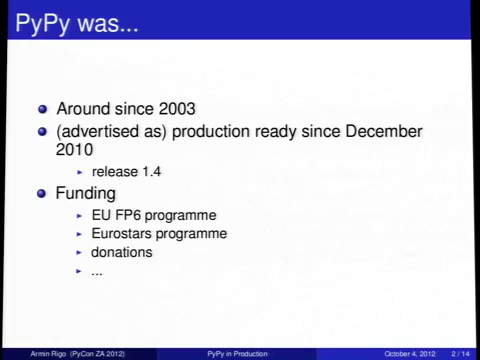 PyPy was...
Around since 2003
(advertised as) production ready since December
2010
release 1.4
Funding
EU FP6 programme
Eurostars programme
donations
...
Armin Rigo (PyCon ZA 2012) PyPy in Production October 4, 2012 2 / 14